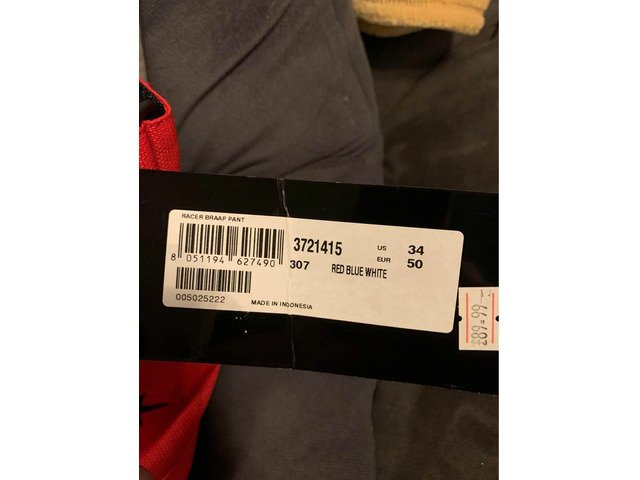 RACER BRAAP PANT
3721415 US 34
8 051194 627490 307 RED BLUE WHITE EUR 50
005025222 MADE IN INDONESIA